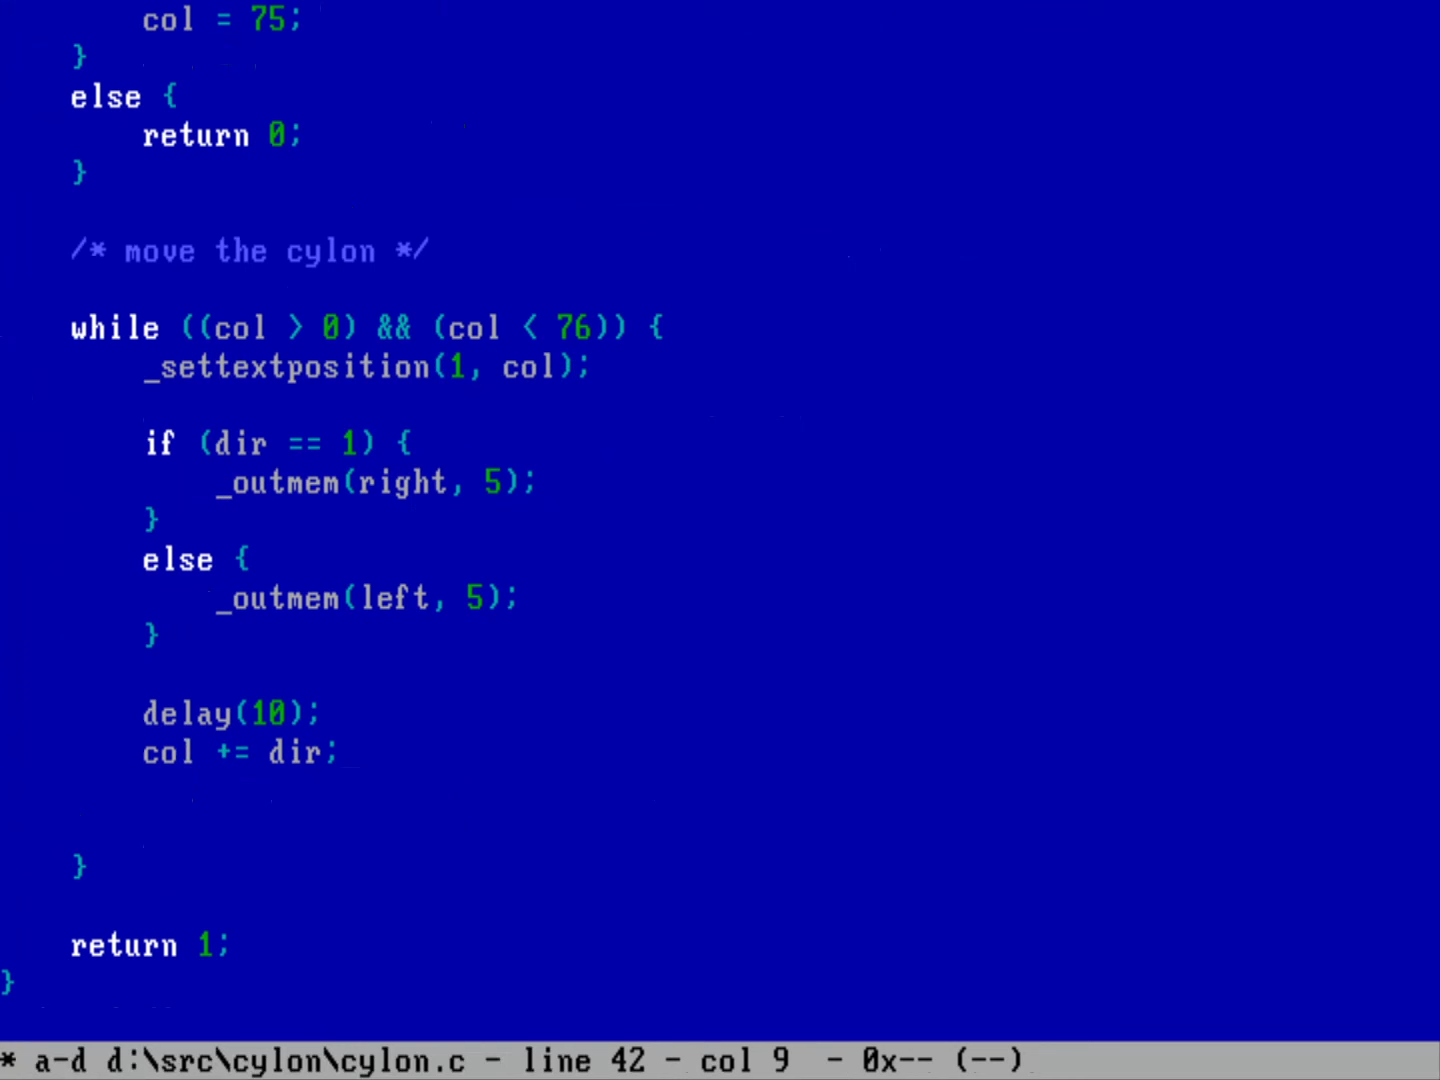 col = 75;
}
else {
return 0;
}
/* move the cylon */
while ((col > 0) && (col < 76)) {
_settextposition(1, col);
if (dir == 1) {
_outmem(right, 5);
}
else {
_outmem(left, 5);
}
delay(10);
col += dir;
}
return 1;
}
* a-d d:\src\cylon\cylon.c - line 42 - col 9 - 0x-- (--)